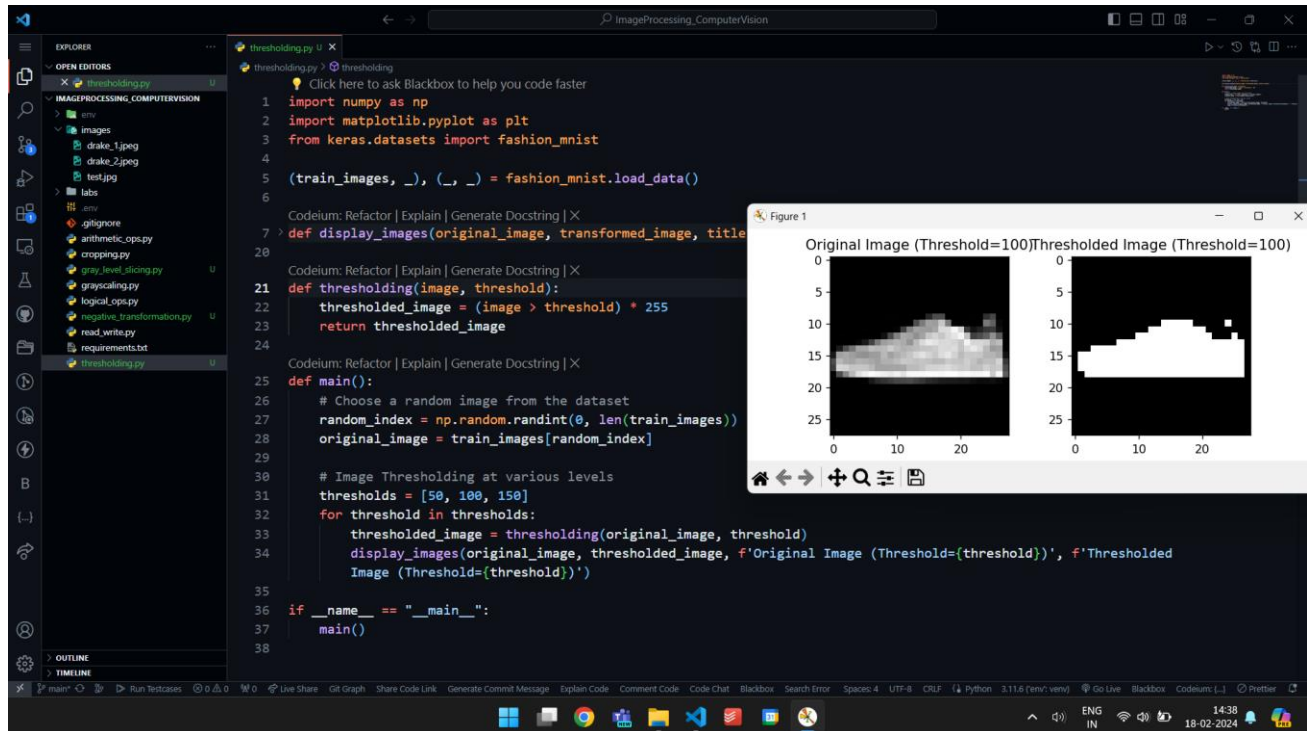 ImageProcessing_ComputerVision
EXPLORER
OPEN EDITORS
thresholding.py U
IMAGEPROCESSING_COMPUTERVISION
env
images
drake_1.jpeg
drake_2.jpeg
test.jpg
labs
.env
.gitignore
arithmetic_ops.py
cropping.py
gray_level_slicing.py U
grayscaling.py
logical_ops.py
negative_transformation.py U
read_write.py
requirements.txt
thresholding.py U
OUTLINE
TIMELINE
thresholding.py U
thresholding.py > thresholding
Click here to ask Blackbox to help you code faster
1 import numpy as np
2 import matplotlib.pyplot as plt
3 from keras.datasets import fashion_mnist
4
5 (train_images, _), (_, _) = fashion_mnist.load_data()
6
Codeium: Refactor | Explain | Generate Docstring | X
7 def display_images(original_image, transformed_image, title
20
Codeium: Refactor | Explain | Generate Docstring | X
21 def thresholding(image, threshold):
22 thresholded_image = (image > threshold) * 255
23 return thresholded_image
24
Codeium: Refactor | Explain | Generate Docstring | X
25 def main():
26 # Choose a random image from the dataset
27 random_index = np.random.randint(0, len(train_images))
28 original_image = train_images[random_index]
29
30 # Image Thresholding at various levels
31 thresholds = [50, 100, 150]
32 for threshold in thresholds:
33 thresholded_image = thresholding(original_image, threshold)
34 display_images(original_image, thresholded_image, f'Original Image (Threshold={threshold})', f'Thresholded
Image (Threshold={threshold})')
35
36 if __name__ == "__main__":
37 main()
38
Figure 1
Original Image (Threshold=100)
0
5
10
15
20
25
0 10 20
Thresholded Image (Threshold=100)
0
5
10
15
20
25
0 10 20
main* Run Testcases 0 0 0 Live Share Git Graph Share Code Link Generate Commit Message Explain Code Comment Code Code Chat Blackbox Search Error Spaces: 4 UTF-8 CRLF Python 3.11.6 ('env': venv) Go Live Blackbox Codeium: {...} Prettier
ENG
IN
14:38
18-02-2024